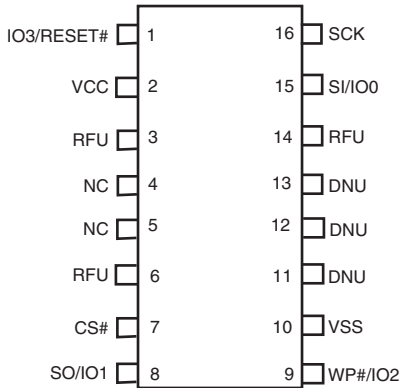 IO3/RESET# 1 16 SCK
VCC 2 15 SI/IO0
RFU 3 14 RFU
NC 4 13 DNU
NC 5 12 DNU
RFU 6 11 DNU
CS# 7 10 VSS
SO/IO1 8 9 WP#/IO2